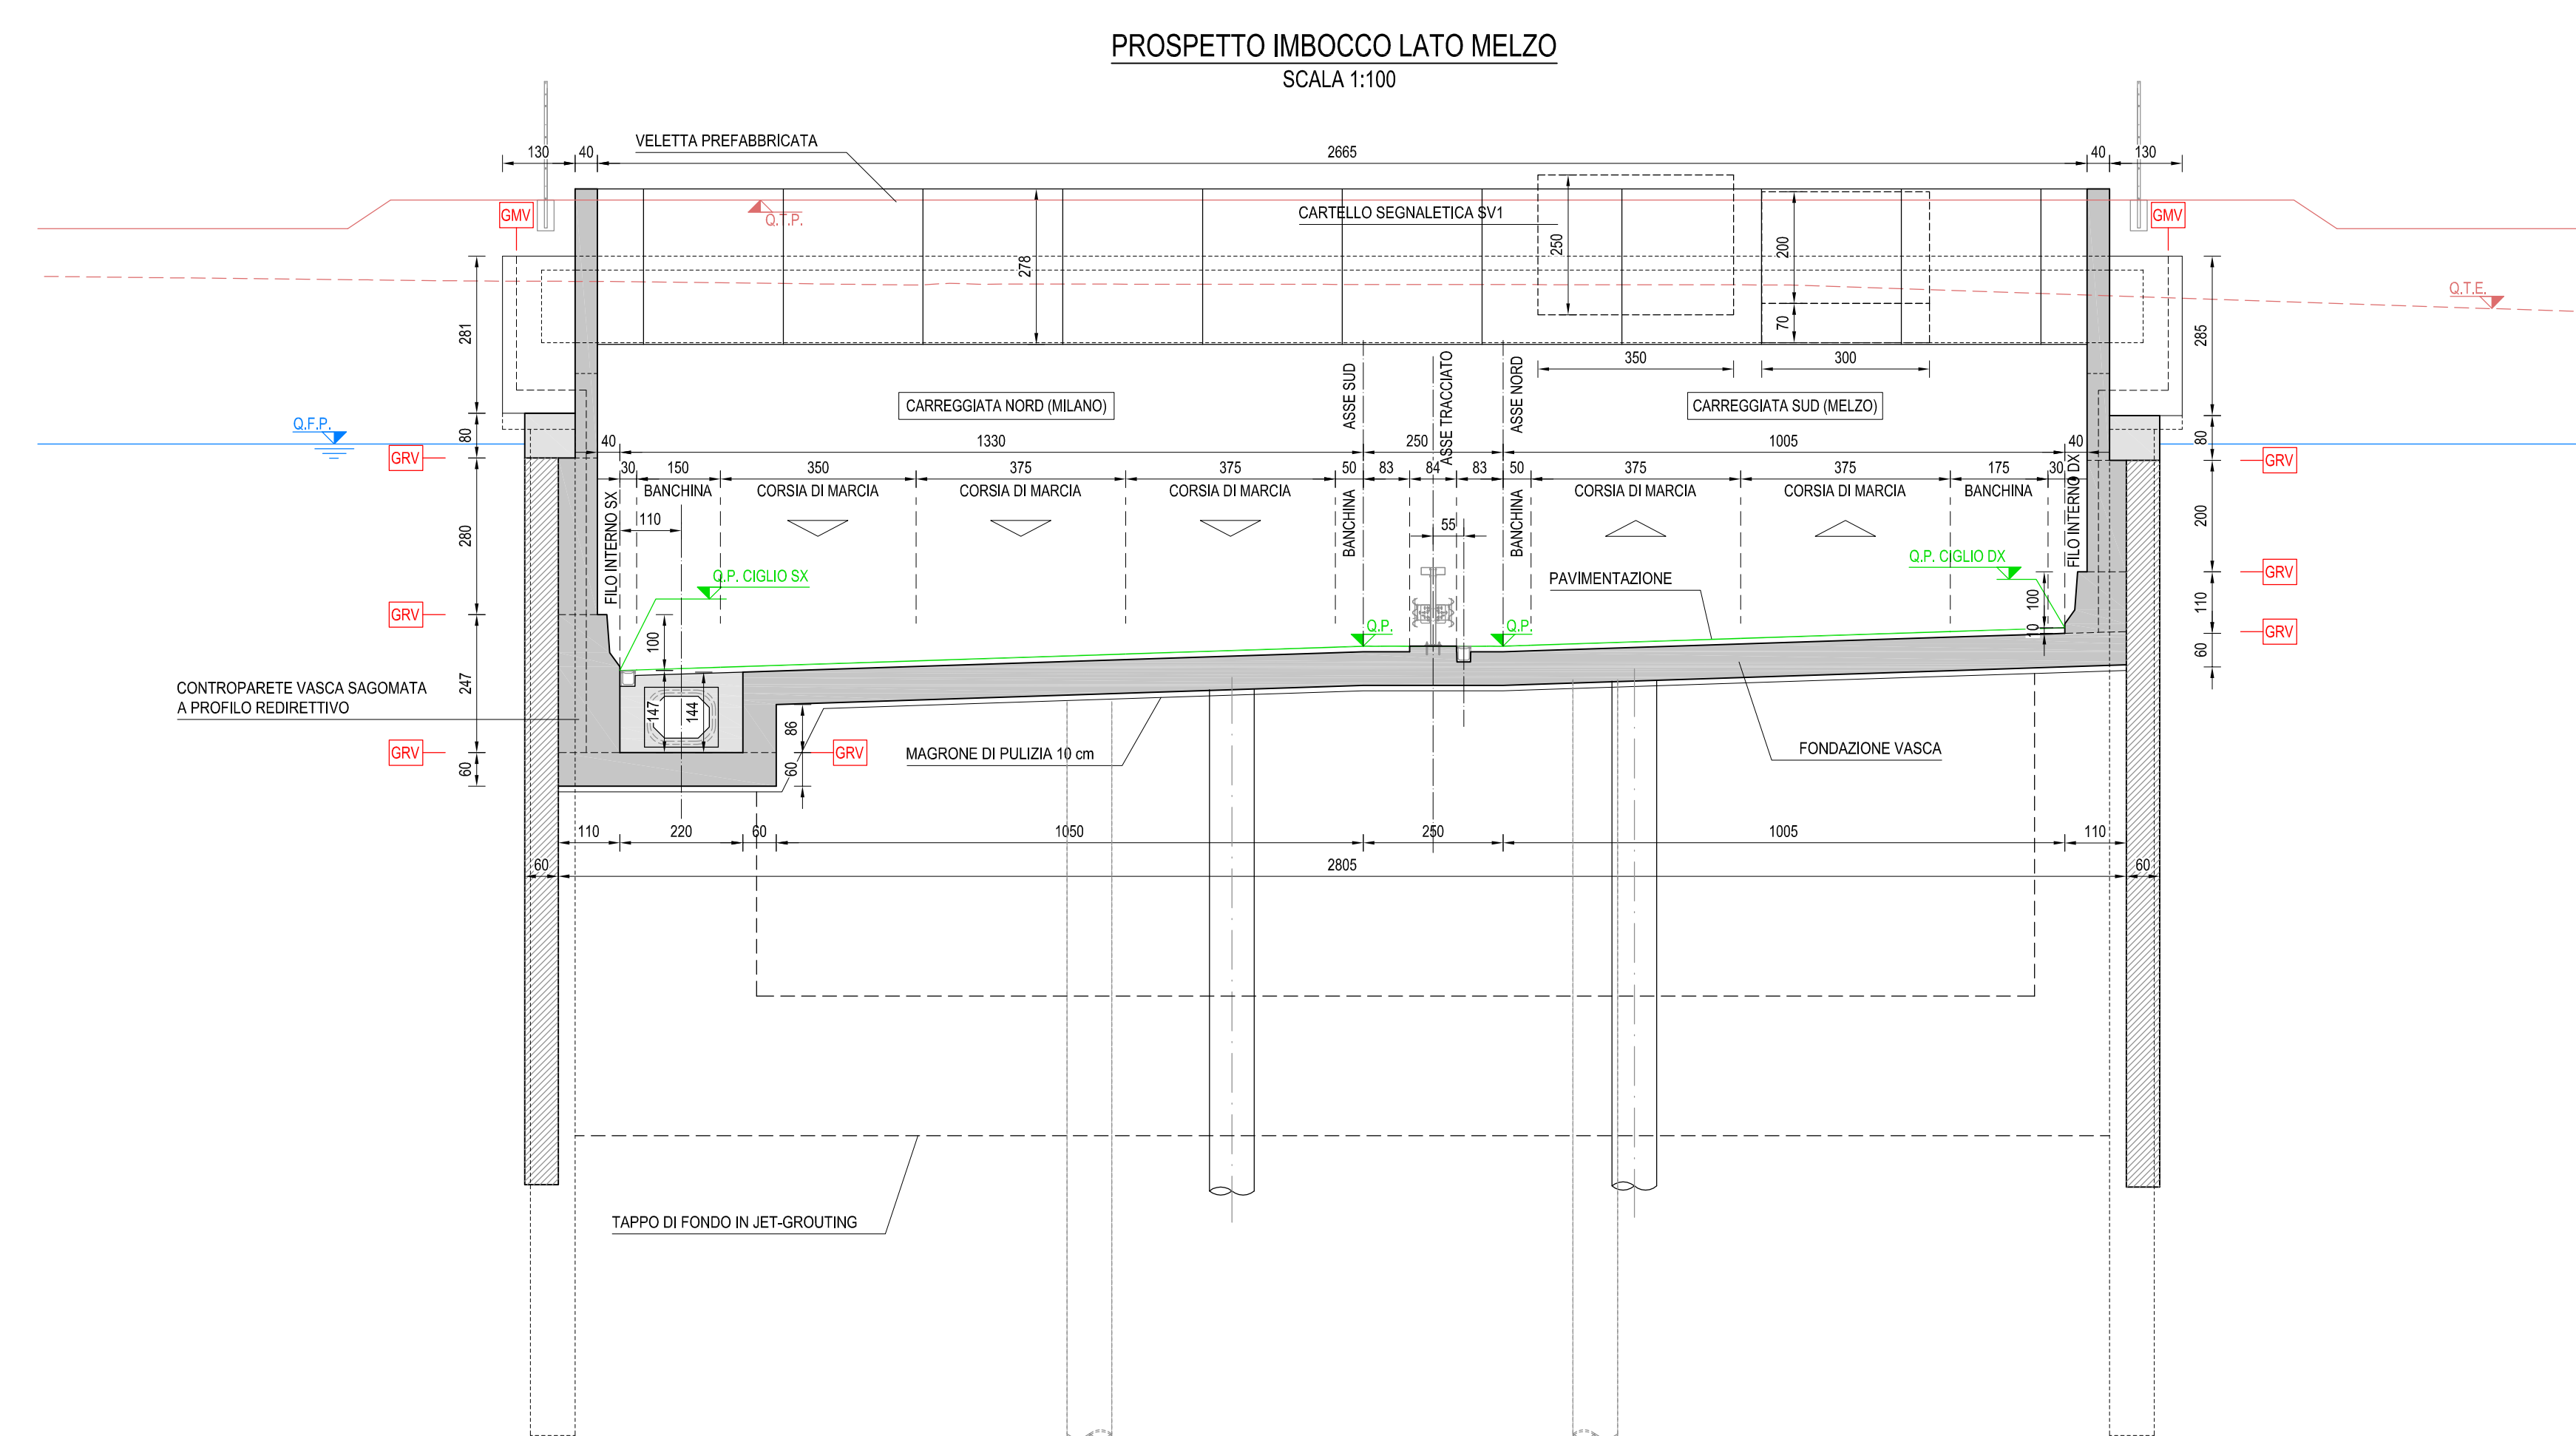 PROSPETTO IMBOCCO LATO MELZO
SCALA 1:100
VELETTA PREFABBRICATA
130 40 2665 40 130
GMV
Q.T.P.
CARTELLO SEGNALETICA SV1
GMV
278
250
200
70
Q.T.E.
281
285
350 300
ASSE SUD
ASSE TRACCIATO
ASSE NORD
CARREGGIATA NORD (MILANO)
CARREGGIATA SUD (MELZO)
Q.F.P.
80
80
40 1330 250 1005 40
GRV
GRV
30 150 350 375 375 50 83 84 83 50 375 375 175 30
BANCHINA CORSIA DI MARCIA CORSIA DI MARCIA CORSIA DI MARCIA BANCHINA BANCHINA CORSIA DI MARCIA CORSIA DI MARCIA BANCHINA
FILO INTERNO SX
FILO INTERNO DX
110
55
280
200
Q.P. CIGLIO SX
PAVIMENTAZIONE
Q.P. CIGLIO DX
GRV
GRV
100
100
10
110
GRV
Q.P.
Q.P.
60
GRV
CONTROPARETE VASCA SAGOMATA
A PROFILO REDIRETTIVO
247
147
144
86
GRV
60
60
GRV
MAGRONE DI PULIZIA 10 cm
FONDAZIONE VASCA
110 220 60 1050 250 1005 110
60 2805 60
TAPPO DI FONDO IN JET-GROUTING